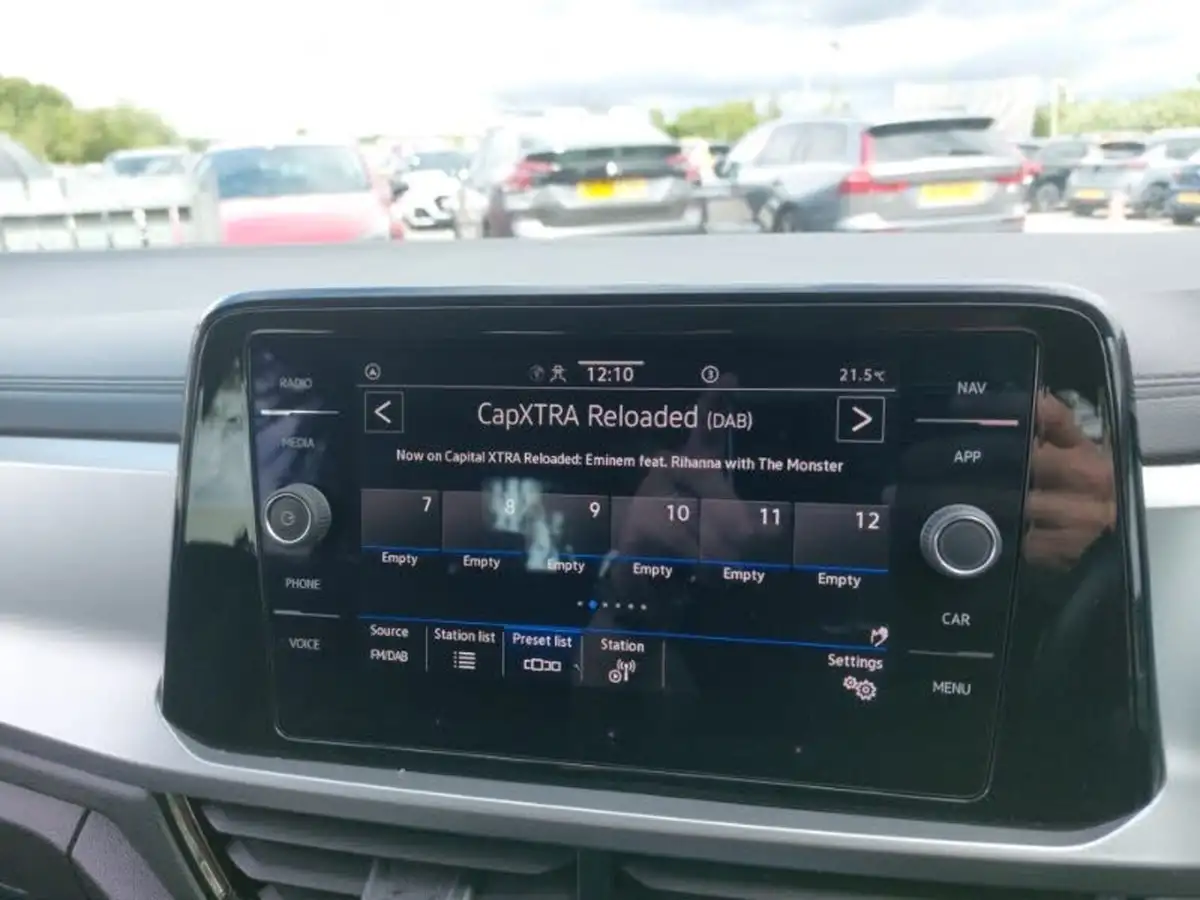 RADIO
MEDIA
PHONE
VOICE
12:10
3
21.5°C
< CapXTRA Reloaded (DAB) >
Now on Capital XTRA Reloaded: Eminem feat. Rihanna with The Monster
7 8 9 10 11 12
Empty Empty Empty Empty Empty Empty
Source Station list Preset list Station Settings
FM/DAB
NAV
APP
CAR
MENU